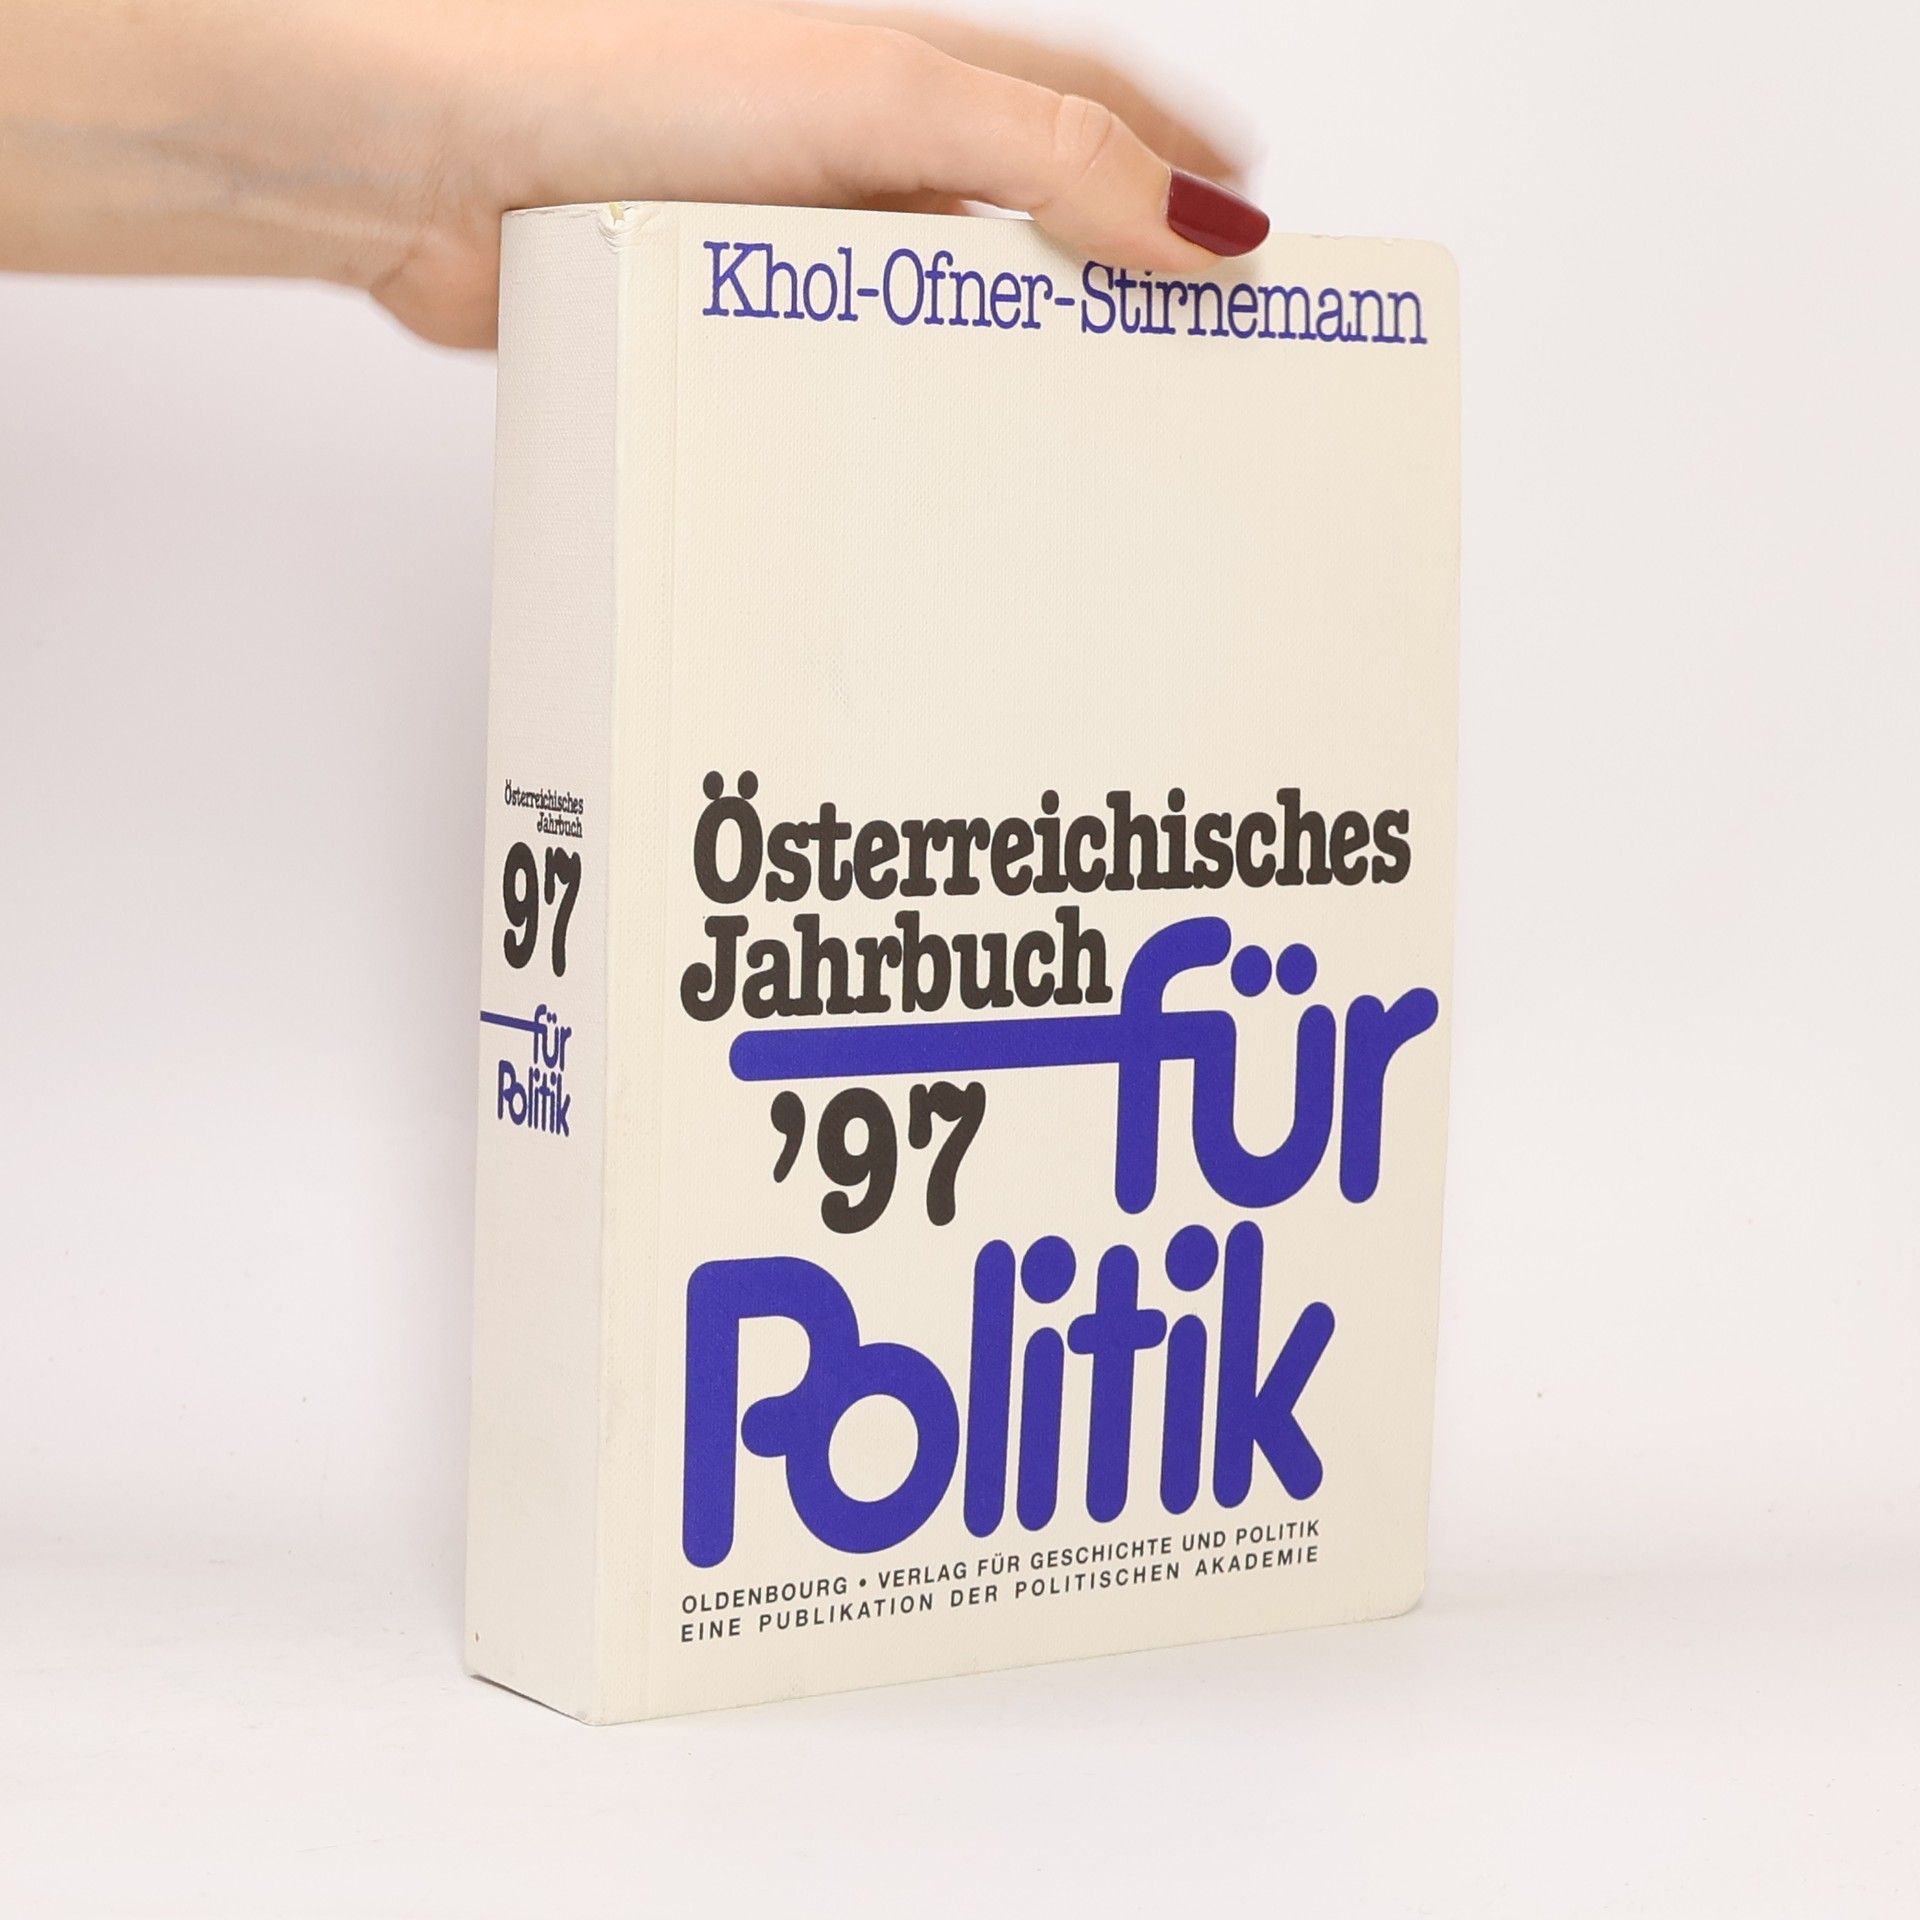 Khol-Ofner-Stirnemann
Österreichisches
Jahrbuch für
'97
Politik
OLDENBOURG • VERLAG FÜR GESCHICHTE UND POLITIK
EINE PUBLIKATION DER POLITISCHEN AKADEMIE
Österreichisches
Jahrbuch
97
für
Politik